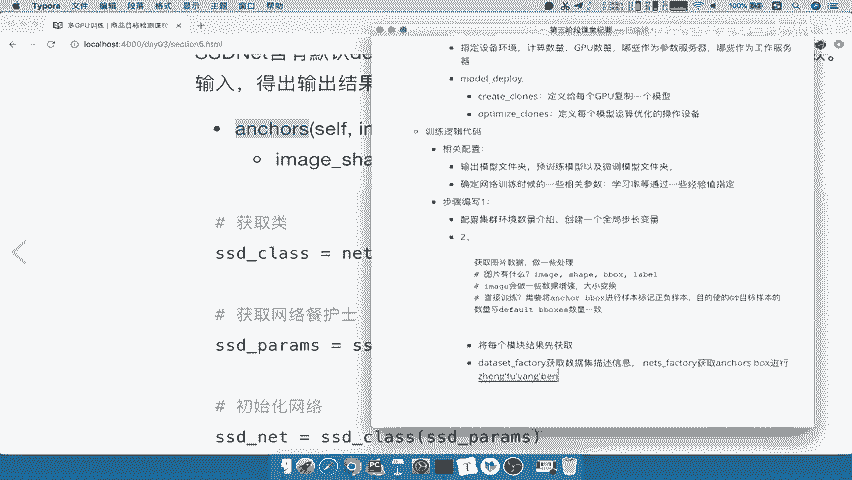 Typora 文件 编辑 段落 格式 显示 主题 窗口 帮助
100%
多GPU训练 | 商品目标检测课程
localhost:4000/day03/section6.html
输入，得出输出结果
• anchors(self, im
image_sha
# 获取类
ssd_class = net
# 获取网络餐护士
ssd_params = ss
# 初始化网络
ssd_net = ssd_class(ssd_params)
第三阶段课堂纪要
指定设备环境，计算数量、GPU数量，哪些作为参数服务器，哪些作为工作服务
器
model_deploy.
create_clones：定义给每个GPU复制一个模型
optimize_clones：定义每个模型运算优化的操作设备
训练逻辑代码
相关配置：
输出模型文件夹，预训练模型以及微调模型文件夹，
确定网络训练时候的一些相关参数：学习率等通过一些经验值指定
步骤编写1：
配置集群环境数量介绍、创建一个全局步长变量
2、
获取图片数据，做一些处理
# 图片有什么？image, shape, bbox, label
# image会做一些数据增强，大小变换
# 直接训练？需要将anchor bbox进行样本标记正负样本，目的使的GT目标样本的
数量与default bboxes数量一致
将每个模块结果先获取
dataset_factory获取数据集描述信息， nets_factory获取anchors box进行
zheng'fu'yang'ben